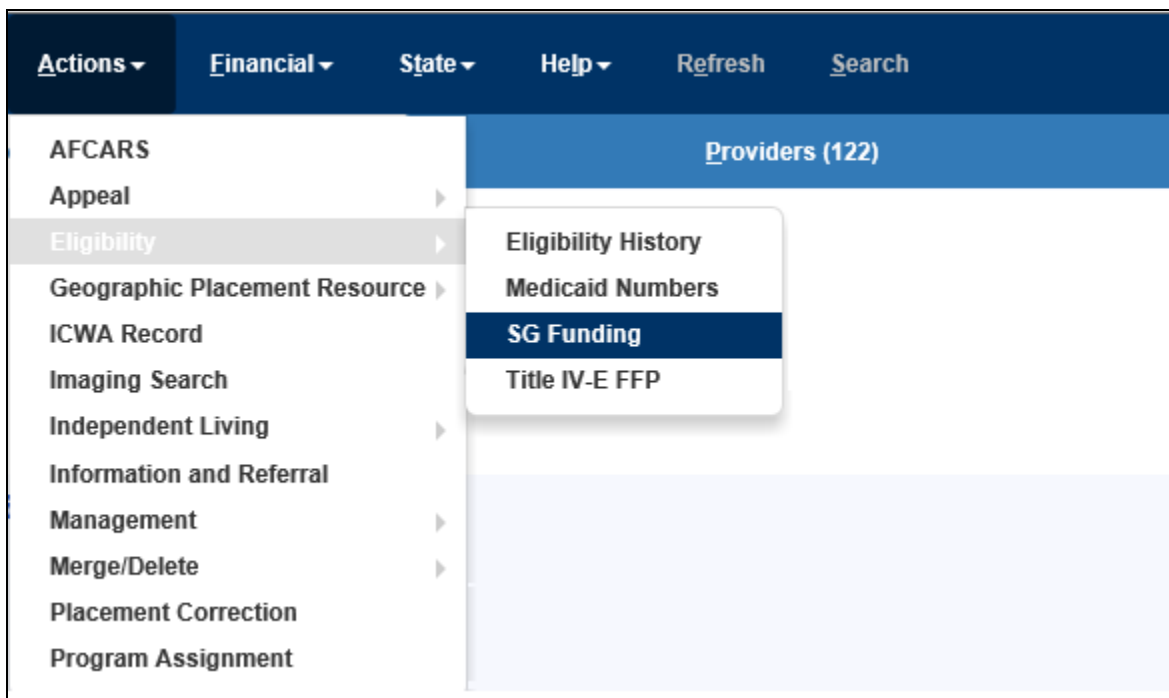 Actions Financial State Help Refresh Search
Providers (122)
AFCARS
Appeal
Eligibility
Geographic Placement Resource
ICWA Record
Imaging Search
Independent Living
Information and Referral
Management
Merge/Delete
Placement Correction
Program Assignment
Eligibility History
Medicaid Numbers
SG Funding
Title IV-E FFP